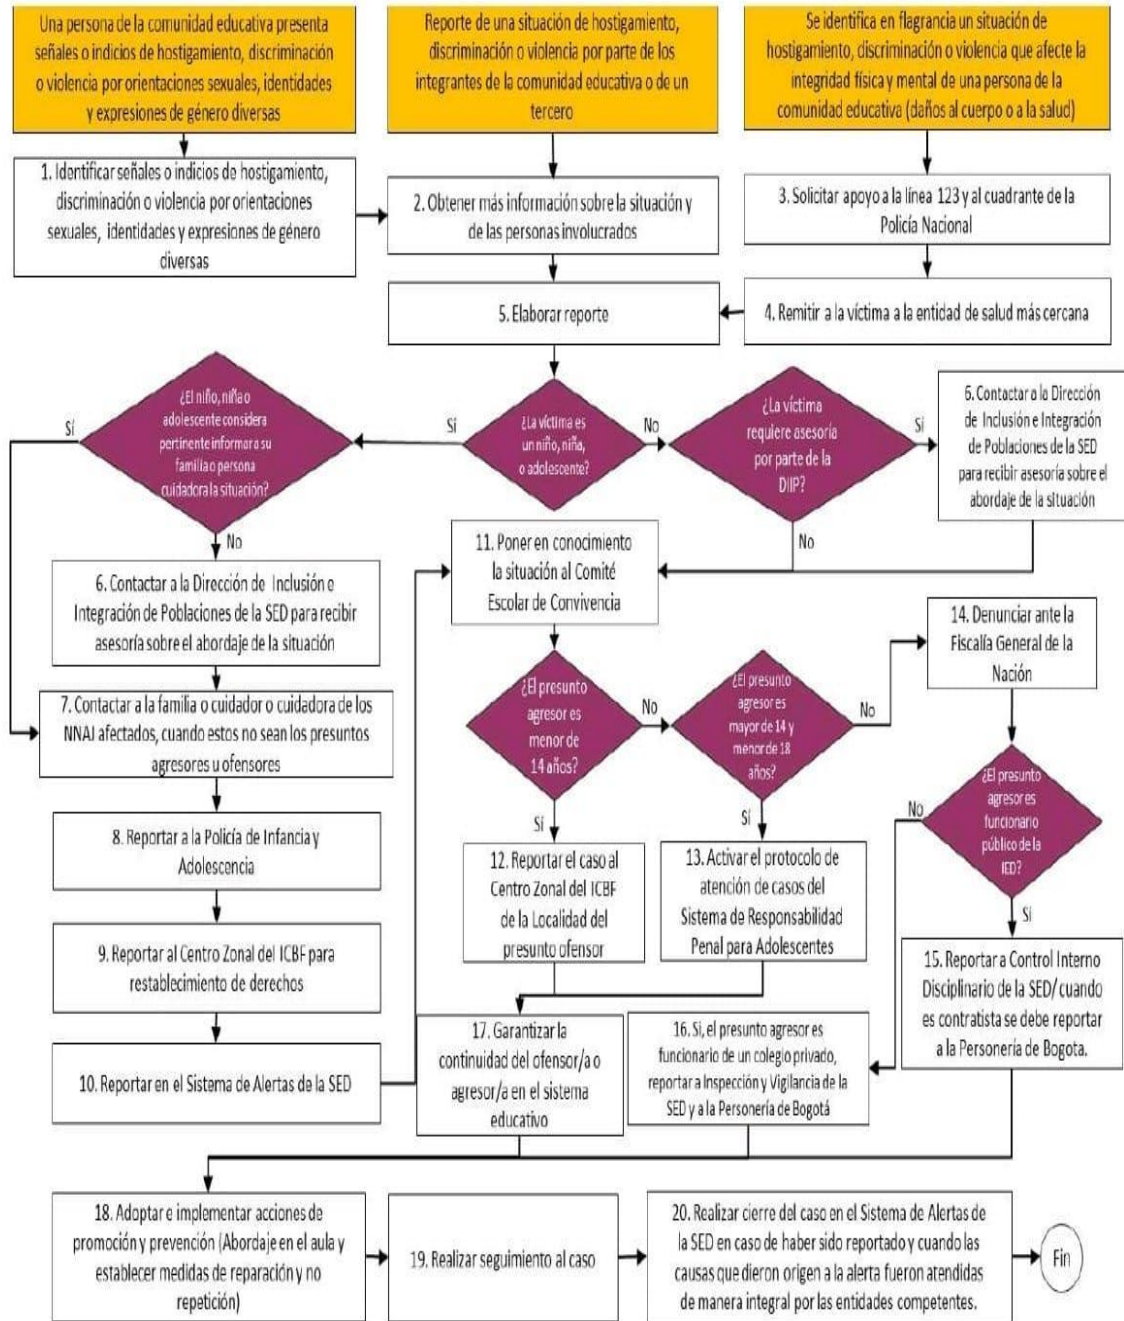 Una persona de la comunidad educativa presenta
señales o indicios de hostigamiento, discriminación
o violencia por orientaciones sexuales, identidades
y expresiones de género diversas
Reporte de una situación de hostigamiento,
discriminación o violencia por parte de los
integrantes de la comunidad educativa o de un
tercero
Se identifica en flagrancia un situación de
hostigamiento, discriminación o violencia que afecte la
integridad física y mental de una persona de la
comunidad educativa (daños al cuerpo o a la salud)
1. Identificar señales o indicios de hostigamiento,
discriminación o violencia por orientaciones
sexuales, identidades y expresiones de género
diversas
2. Obtener más información sobre la situación y
de las personas involucrados
3. Solicitar apoyo a la línea 123 y al cuadrante de la
Policía Nacional
5. Elaborar reporte
4. Remitir a la víctima a la entidad de salud más cercana
Sí
¿El niño, niña o
adolescente considera
pertinente informar a su
familia o persona
cuidadora la situación?
Sí
¿La víctima es
un niño, niña,
o adolescente?
No
¿La víctima
requiere asesoría
por parte de la
DIIP?
Sí
6. Contactar a la Dirección
de Inclusión e Integración
de Poblaciones de la SED
para recibir asesoría sobre el
abordaje de la situación
No
No
11. Poner en conocimiento
la situación al Comité
Escolar de Convivencia
6. Contactar a la Dirección de Inclusión e
Integración de Poblaciones de la SED para recibir
asesoría sobre el abordaje de la situación
14. Denunciar ante la
Fiscalía General de la
Nación
7. Contactar a la familia o cuidador o cuidadora de los
NNAJ afectados, cuando estos no sean los presuntos
agresores u ofensores
¿El presunto
agresor es
menor de
14 años?
No
¿El presunto
agresor es
mayor de 14 y
menor de 18
años?
No
¿El presunto
agresor es
funcionario
público de la
IED?
No
Sí
Sí
Sí
8. Reportar a la Policía de Infancia y
Adolescencia
12. Reportar el caso al
Centro Zonal del ICBF
de la Localidad del
presunto ofensor
13. Activar el protocolo de
atención de casos del
Sistema de Responsabilidad
Penal para Adolescentes
9. Reportar al Centro Zonal del ICBF para
restablecimiento de derechos
15. Reportar a Control Interno
Disciplinario de la SED/ cuando
es contratista se debe reportar
a la Personería de Bogota.
10. Reportar en el Sistema de Alertas de la SED
17. Garantizar la
continuidad del ofensor/a o
agresor/a en el sistema
educativo
16. Si, el presunto agresor es
funcionario de un colegio privado,
reportar a Inspección y Vigilancia de la
SED y a la Personería de Bogotá
18. Adoptar e implementar acciones de
promoción y prevención (Abordaje en el aula y
establecer medidas de reparación y no
repetición)
19. Realizar seguimiento al caso
20. Realizar cierre del caso en el Sistema de Alertas de
la SED en caso de haber sido reportado y cuando las
causas que dieron origen a la alerta fueron atendidas
de manera integral por las entidades competentes.
Fin